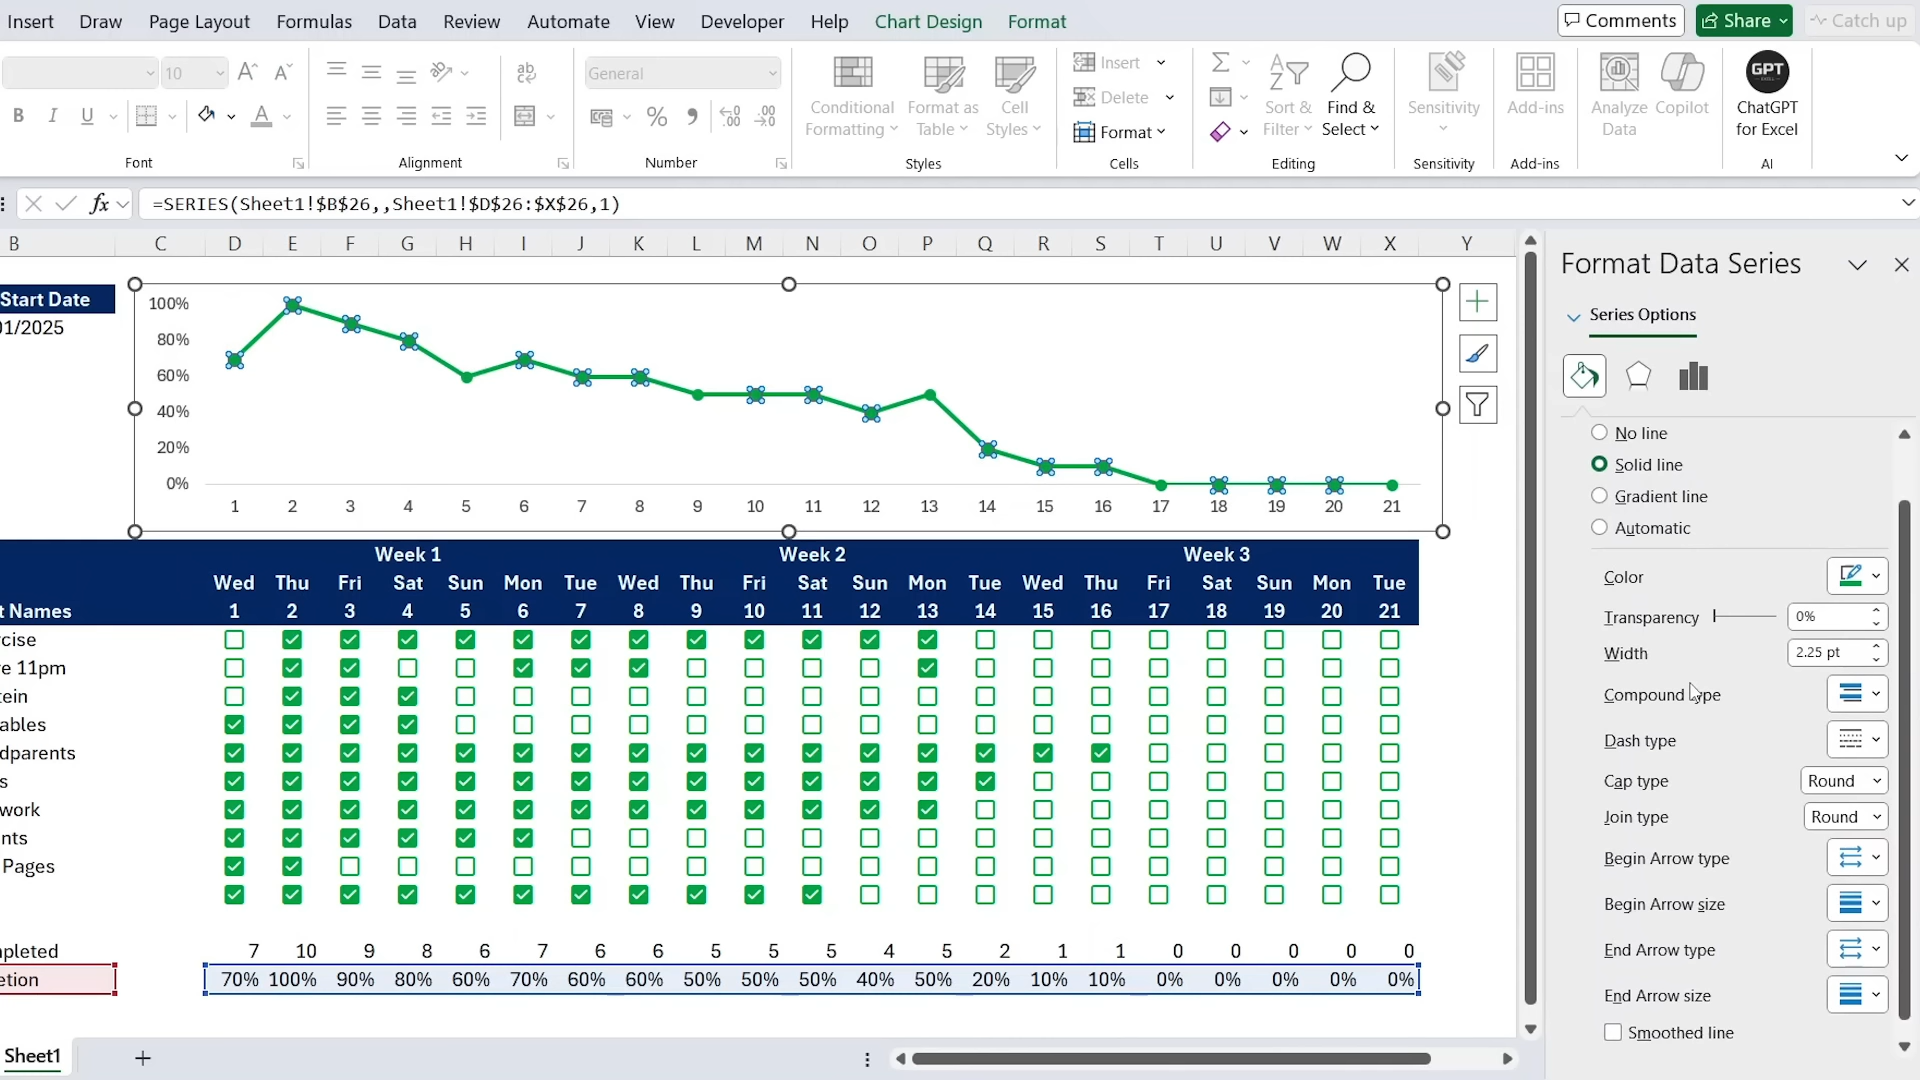 Insert Draw Page Layout Formulas Data Review Automate View Developer Help Chart Design Format Comments Share Catch up
10 General Insert
Conditional Formatting Format as Table Cell Styles Delete Sort & Filter Find & Select Sensitivity Add-ins Analyze Data Copilot GPT ChatGPT for Excel
B I U % Format
Font Alignment Number Styles Cells Editing Sensitivity Add-ins AI
fx =SERIES(Sheet1!$B$26,,Sheet1!$D$26:$X$26,1)
B C D E F G H I J K L M N O P Q R S T U V W X Y
Start Date
01/2025
100%
80%
60%
40%
20%
0%
1 2 3 4 5 6 7 8 9 10 11 12 13 14 15 16 17 18 19 20 21
Week 1 Week 2 Week 3
Wed Thu Fri Sat Sun Mon Tue Wed Thu Fri Sat Sun Mon Tue Wed Thu Fri Sat Sun Mon Tue
t Names 1 2 3 4 5 6 7 8 9 10 11 12 13 14 15 16 17 18 19 20 21
rcise
re 11pm
tein
ables
dparents
s
work
nts
Pages
mpleted 7 10 9 8 6 7 6 6 5 5 5 4 5 2 1 1 0 0 0 0 0
etion 70% 100% 90% 80% 60% 70% 60% 60% 50% 50% 50% 40% 50% 20% 10% 10% 0% 0% 0% 0% 0%
Sheet1
Format Data Series
Series Options
No line
Solid line
Gradient line
Automatic
Color
Transparency 0%
Width 2.25 pt
Compound type
Dash type
Cap type Round
Join type Round
Begin Arrow type
Begin Arrow size
End Arrow type
End Arrow size
Smoothed line